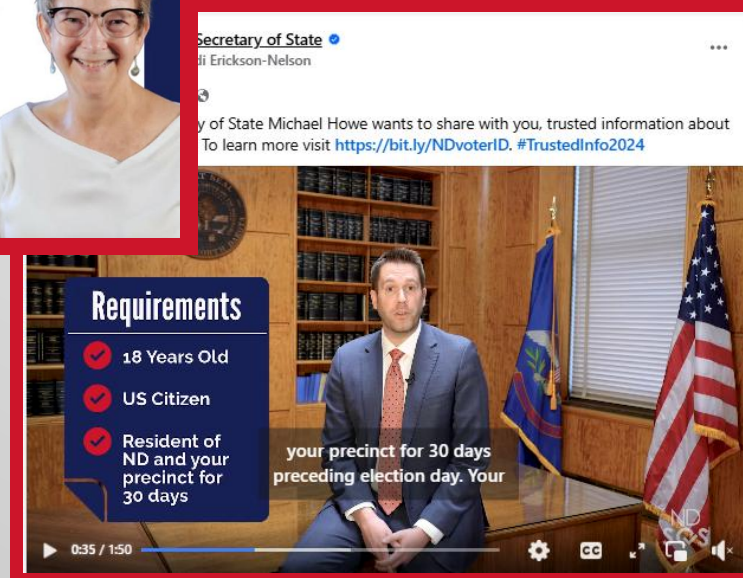 Secretary of State
di Erickson-Nelson
y of State Michael Howe wants to share with you, trusted information about
To learn more visit https://bit.ly/NDvoterID. #TrustedInfo2024
Requirements
18 Years Old
US Citizen
Resident of
ND and your
precinct for
30 days
your precinct for 30 days
preceding election day. Your
ND
SOS
0:35 / 1:50
CC